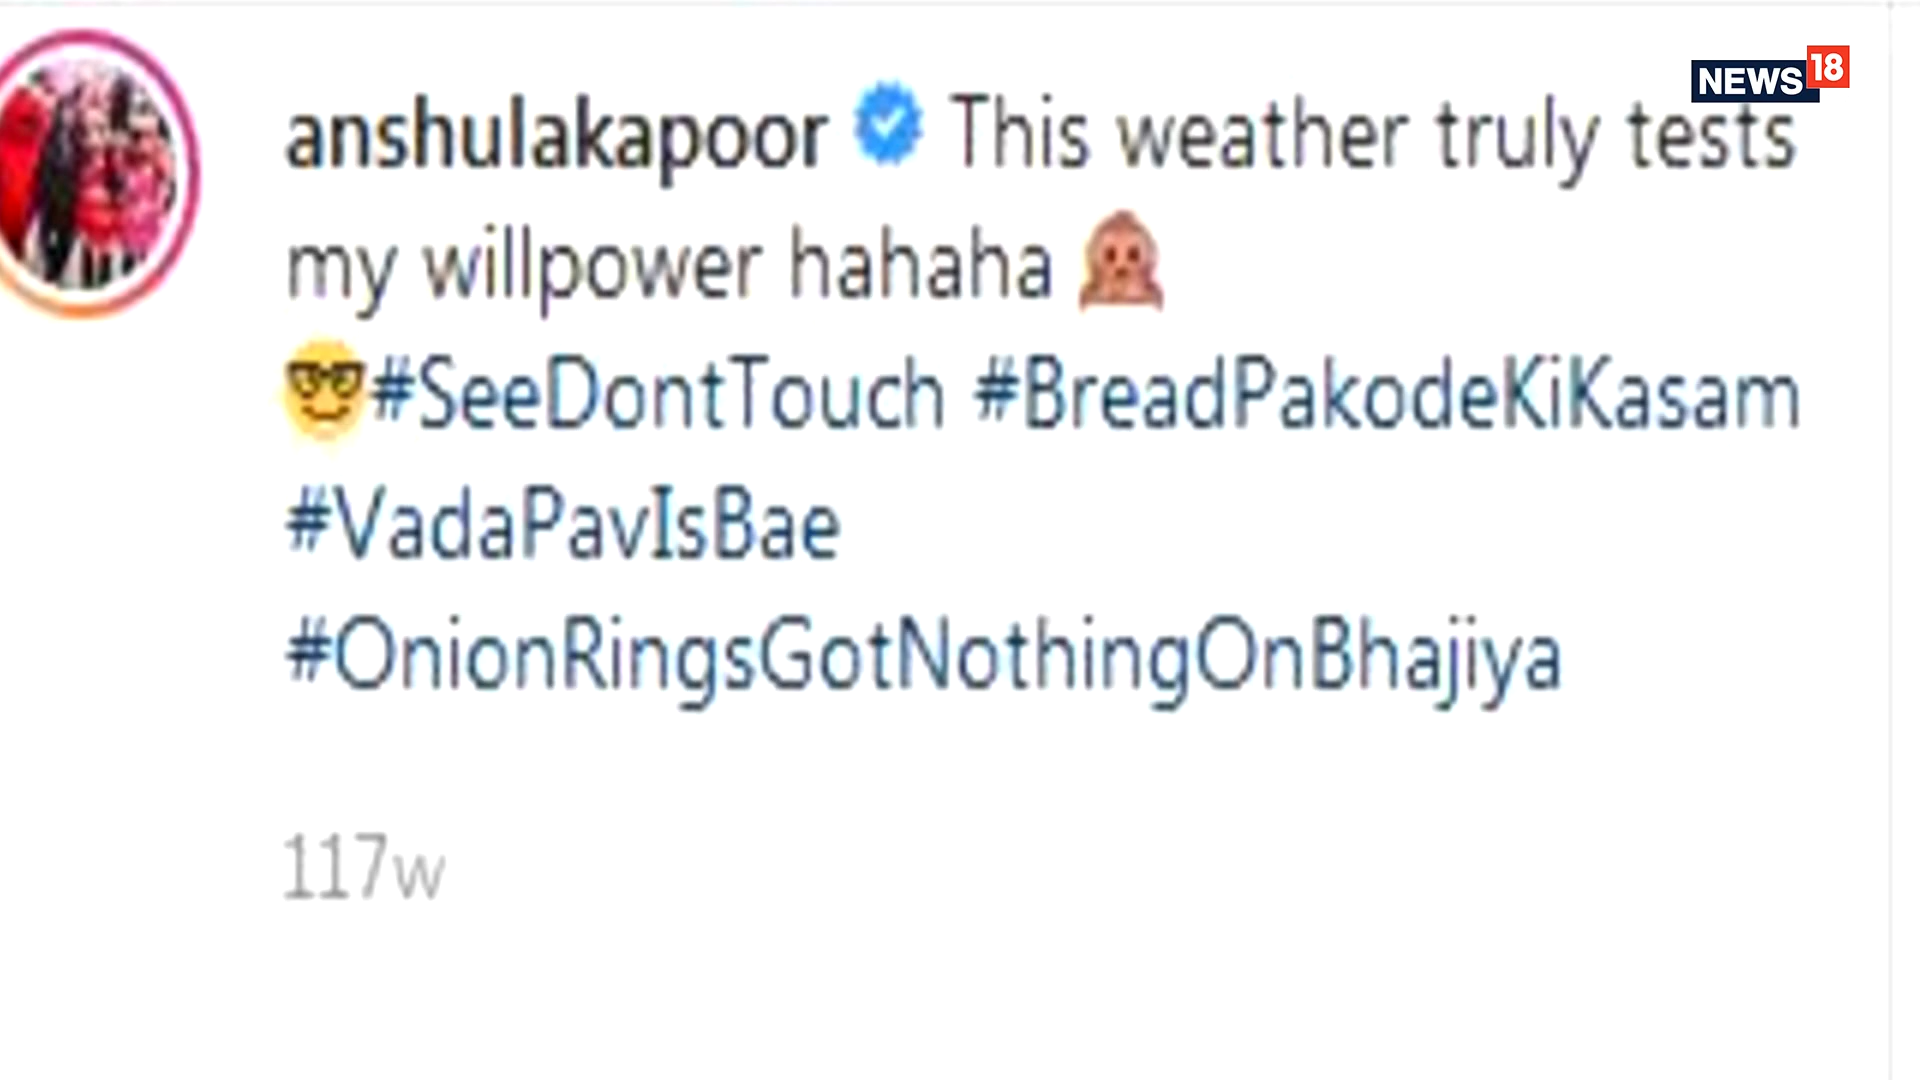 NEWS18
anshulakapoor This weather truly tests
my willpower hahaha 🙊
🤓#SeeDontTouch #BreadPakodeKiKasam
#VadaPavIsBae
#OnionRingsGotNothingOnBhajiya
117w